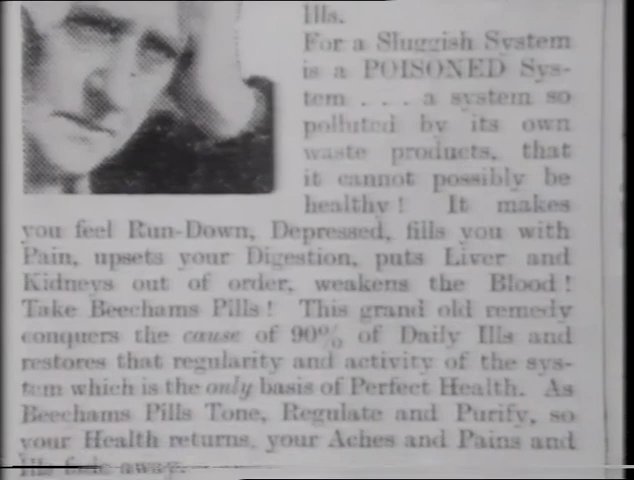 Ills.
For a Sluggish System
is a POISONED Sys-
tem . . . a system so
polluted by its own
waste products, that
it cannot possibly be
healthy! It makes
you feel Run-Down, Depressed, fills you with
Pain, upsets your Digestion, puts Liver and
Kidneys out of order, weakens the Blood!
Take Beechams Pills! This grand old remedy
conquers the cause of 90% of Daily Ills and
restores that regularity and activity of the sys-
tem which is the only basis of Perfect Health. As
Beechams Pills Tone, Regulate and Purify, so
your Health returns, your Aches and Pains and
Ills fade away.